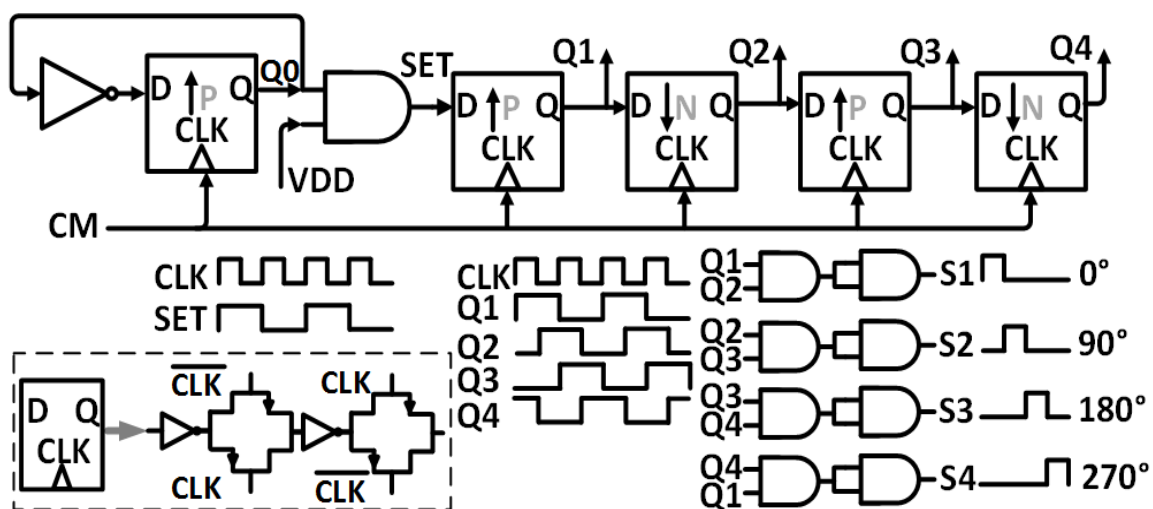 Q0 SET Q1 Q2 Q3 Q4
D P Q CLK
D P Q CLK
D N Q CLK
D P Q CLK
D N Q CLK
VDD
CM
CLK
SET
CLK
Q1
Q2
Q3
Q4
Q1
Q2
S1 0°
Q2
Q3
S2 90°
Q3
Q4
S3 180°
Q4
Q1
S4 270°
D Q
CLK
C̅L̅K̅
CLK
CLK
C̅L̅K̅